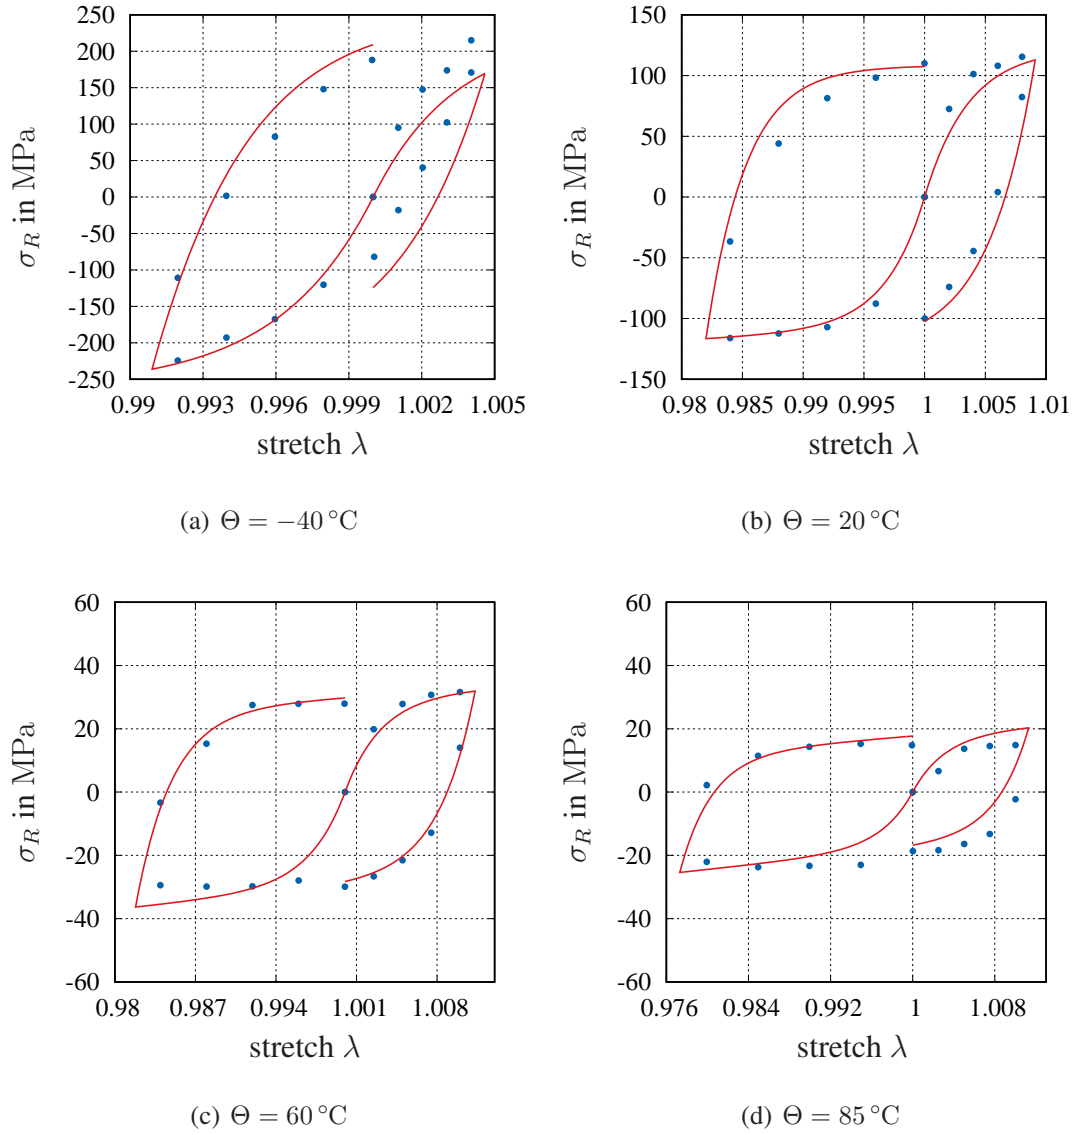 250
200
150
100
50
0
-50
-100
-150
-200
-250
σ_R in MPa
0.99 0.993 0.996 0.999 1.002 1.005
stretch λ
(a) Θ = −40 °C
150
100
50
0
-50
-100
-150
σ_R in MPa
0.98 0.985 0.99 0.995 1 1.005 1.01
stretch λ
(b) Θ = 20 °C
60
40
20
0
-20
-40
-60
σ_R in MPa
0.98 0.987 0.994 1.001 1.008
stretch λ
(c) Θ = 60 °C
60
40
20
0
-20
-40
-60
σ_R in MPa
0.976 0.984 0.992 1 1.008
stretch λ
(d) Θ = 85 °C